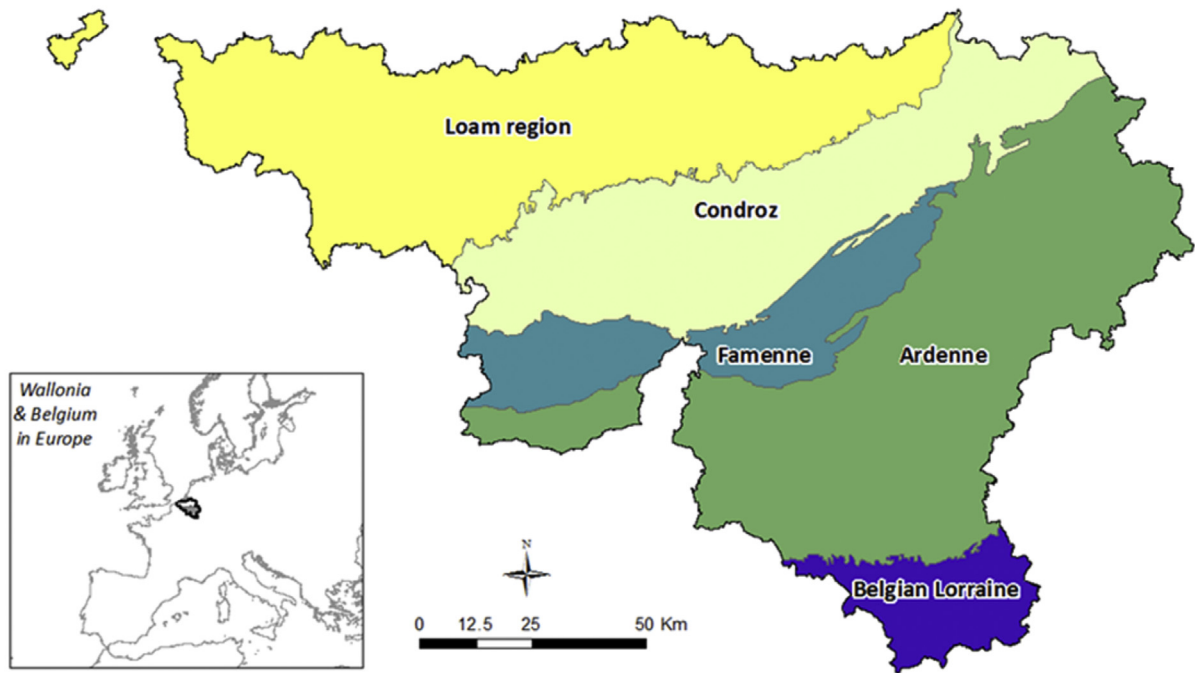 Loam region
Condroz
Famenne
Ardenne
Belgian Lorraine
Wallonia
& Belgium
in Europe
N
0 12.5 25 50 Km